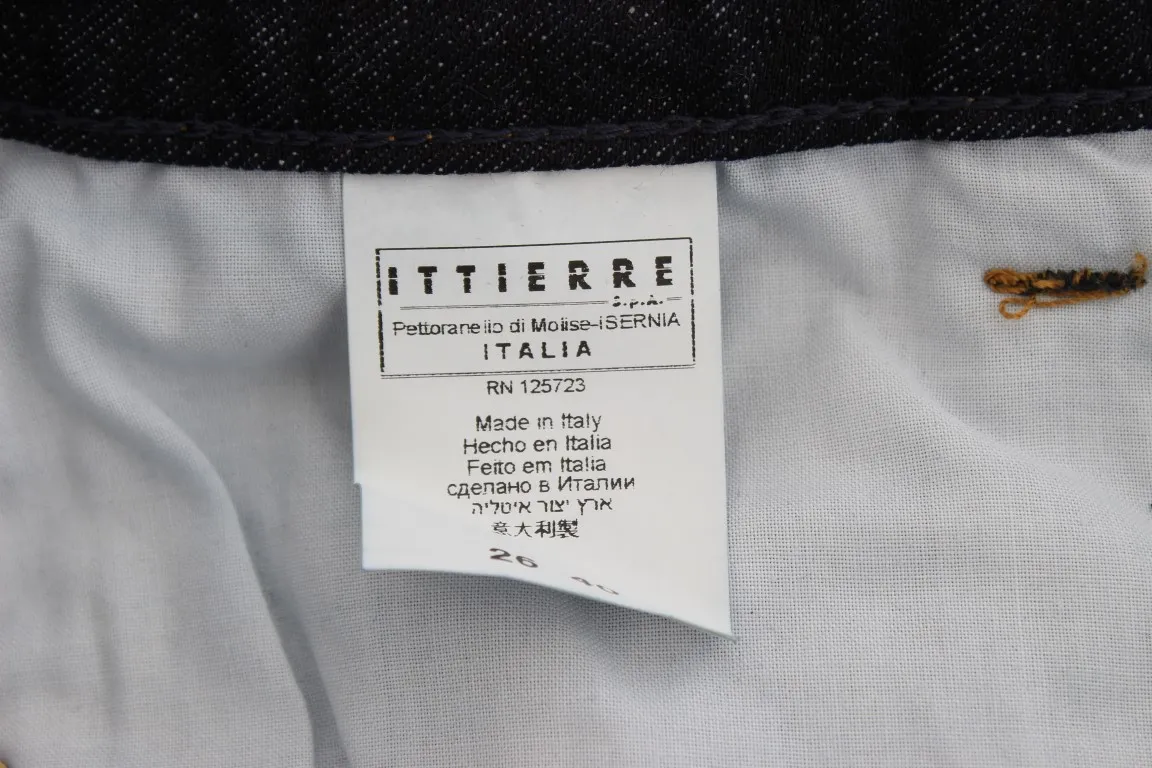 ITTIERRE
S.p.A.
Pettoranello di Molise-ISERNIA
ITALIA
RN 125723
Made in Italy
Hecho en Italia
Feito em Italia
сделано в Италии
ארץ יצור איטליה
意大利製
26